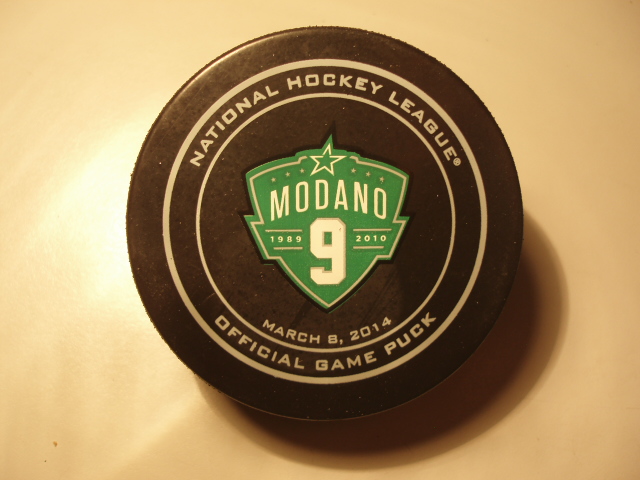 NATIONAL HOCKEY LEAGUE®
MODANO
1989 9 2010
MARCH 8, 2014
OFFICIAL GAME PUCK